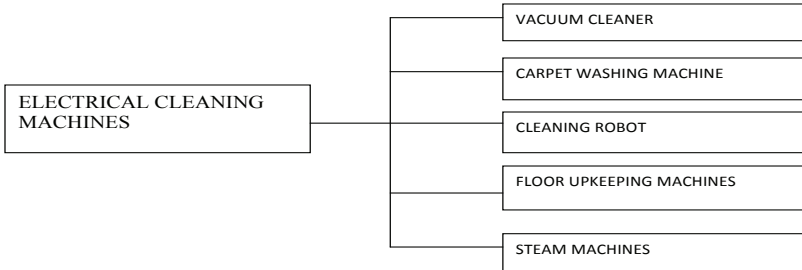 VACUUM CLEANER
CARPET WASHING MACHINE
ELECTRICAL CLEANING
MACHINES
CLEANING ROBOT
FLOOR UPKEEPING MACHINES
STEAM MACHINES